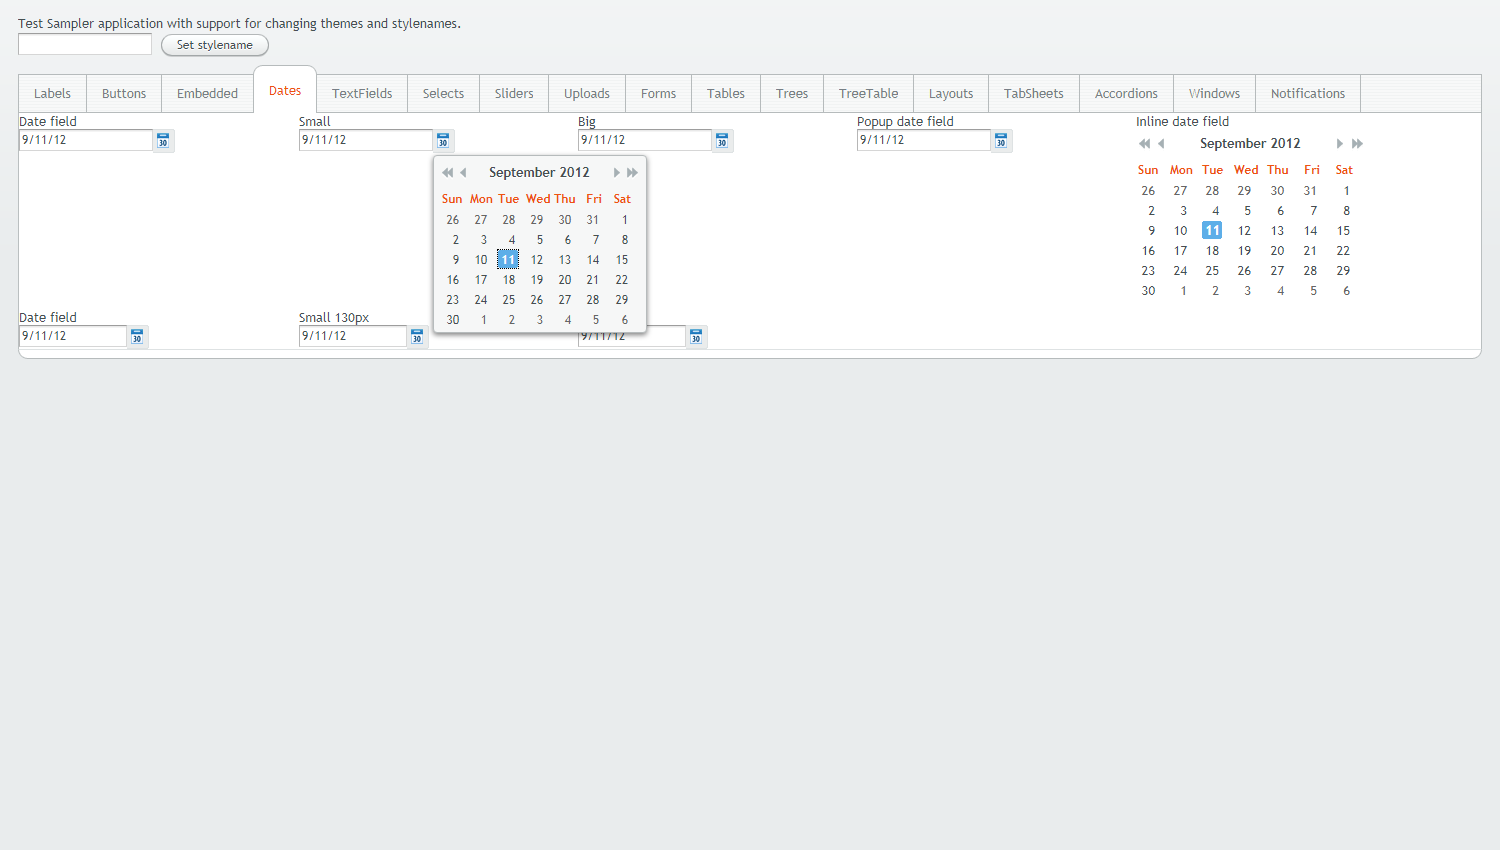 Test Sampler application with support for changing themes and stylenames.
Set stylename
Labels Buttons Embedded Dates TextFields Selects Sliders Uploads Forms Tables Trees TreeTable Layouts TabSheets Accordions Windows Notifications
Date field Small Big Popup date field Inline date field
9/11/12 30 9/11/12 30 9/11/12 30 9/11/12 30
September 2012
Sun Mon Tue Wed Thu Fri Sat
26 27 28 29 30 31 1
2 3 4 5 6 7 8
9 10 11 12 13 14 15
16 17 18 19 20 21 22
23 24 25 26 27 28 29
30 1 2 3 4 5 6
September 2012
Sun Mon Tue Wed Thu Fri Sat
26 27 28 29 30 31 1
2 3 4 5 6 7 8
9 10 11 12 13 14 15
16 17 18 19 20 21 22
23 24 25 26 27 28 29
30 1 2 3 4 5 6
Date field Small 130px
9/11/12 30 9/11/12 30 9/11/12 30